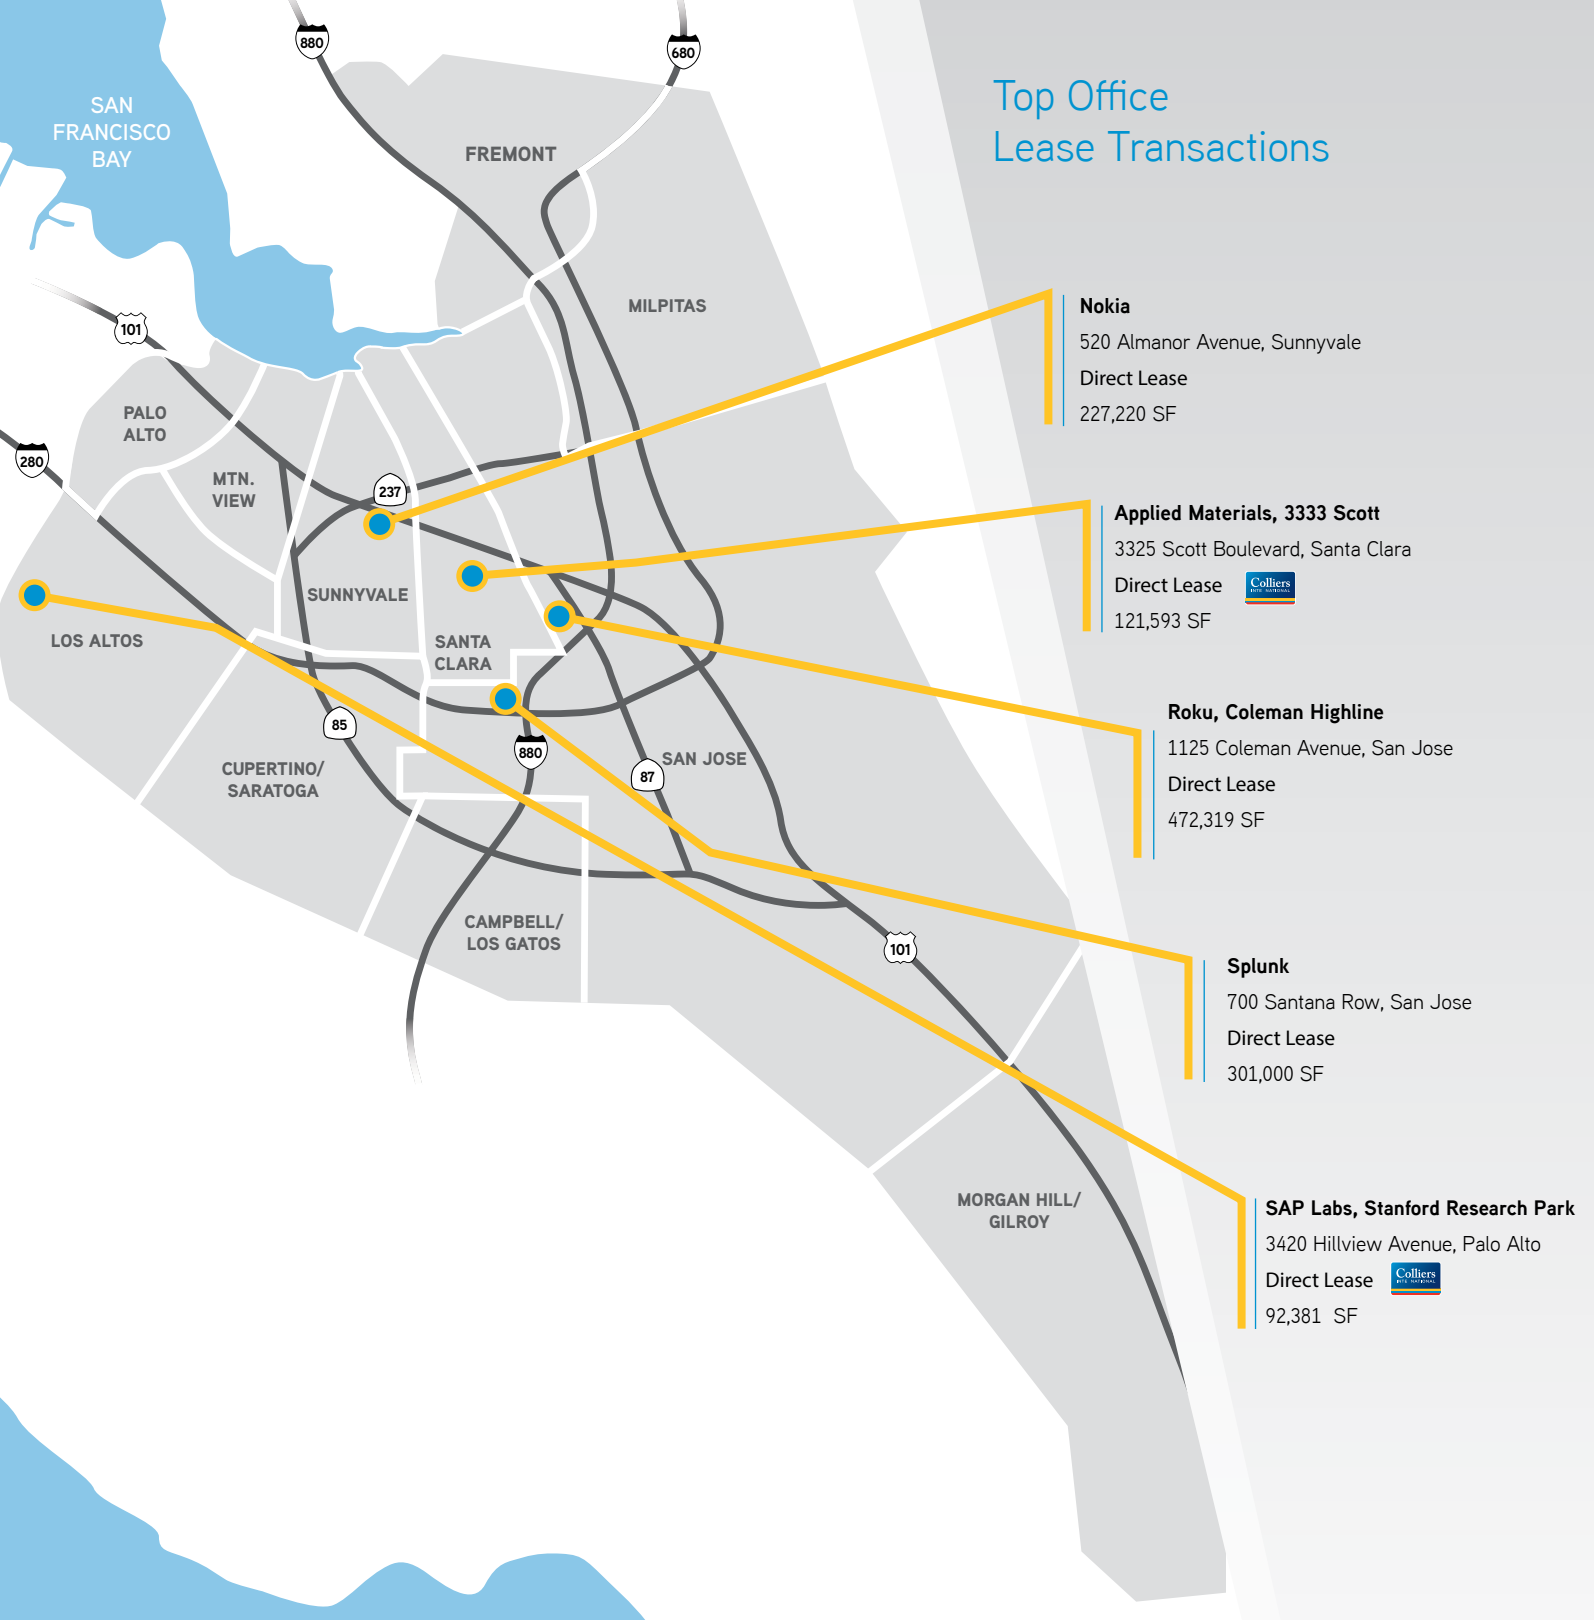 880
680
SAN
FRANCISCO
BAY
Top Office
Lease Transactions
FREMONT
MILPITAS
101
PALO
ALTO
280
MTN.
VIEW
237
SUNNYVALE
LOS ALTOS
SANTA
CLARA
85
880
87
SAN JOSE
CUPERTINO/
SARATOGA
CAMPBELL/
LOS GATOS
101
MORGAN HILL/
GILROY
Nokia
520 Almanor Avenue, Sunnyvale
Direct Lease
227,220 SF
Applied Materials, 3333 Scott
3325 Scott Boulevard, Santa Clara
Direct Lease
Colliers
INTERNATIONAL
121,593 SF
Roku, Coleman Highline
1125 Coleman Avenue, San Jose
Direct Lease
472,319 SF
Splunk
700 Santana Row, San Jose
Direct Lease
301,000 SF
SAP Labs, Stanford Research Park
3420 Hillview Avenue, Palo Alto
Direct Lease
Colliers
INTERNATIONAL
92,381 SF